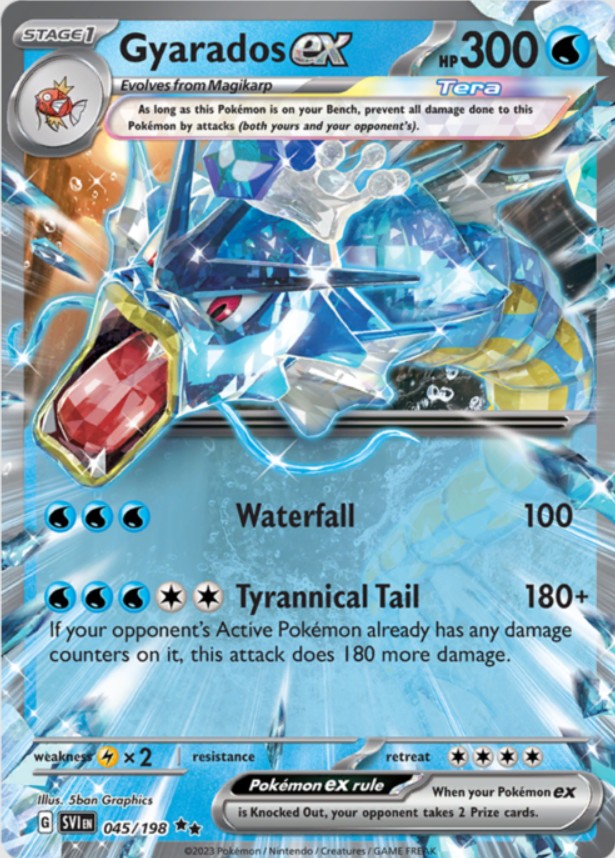 STAGE1
Gyarados ex
HP 300
Evolves from Magikarp
Tera
As long as this Pokémon is on your Bench, prevent all damage done to this
Pokémon by attacks (both yours and your opponent's).
Waterfall 100
Tyrannical Tail 180+
If your opponent's Active Pokémon already has any damage
counters on it, this attack does 180 more damage.
weakness ×2 resistance retreat
Pokémon ex rule When your Pokémon ex
is Knocked Out, your opponent takes 2 Prize cards.
Illus. 5ban Graphics
G SVI EN 045/198 ★★
©2023 Pokémon / Nintendo / Creatures / GAME FREAK